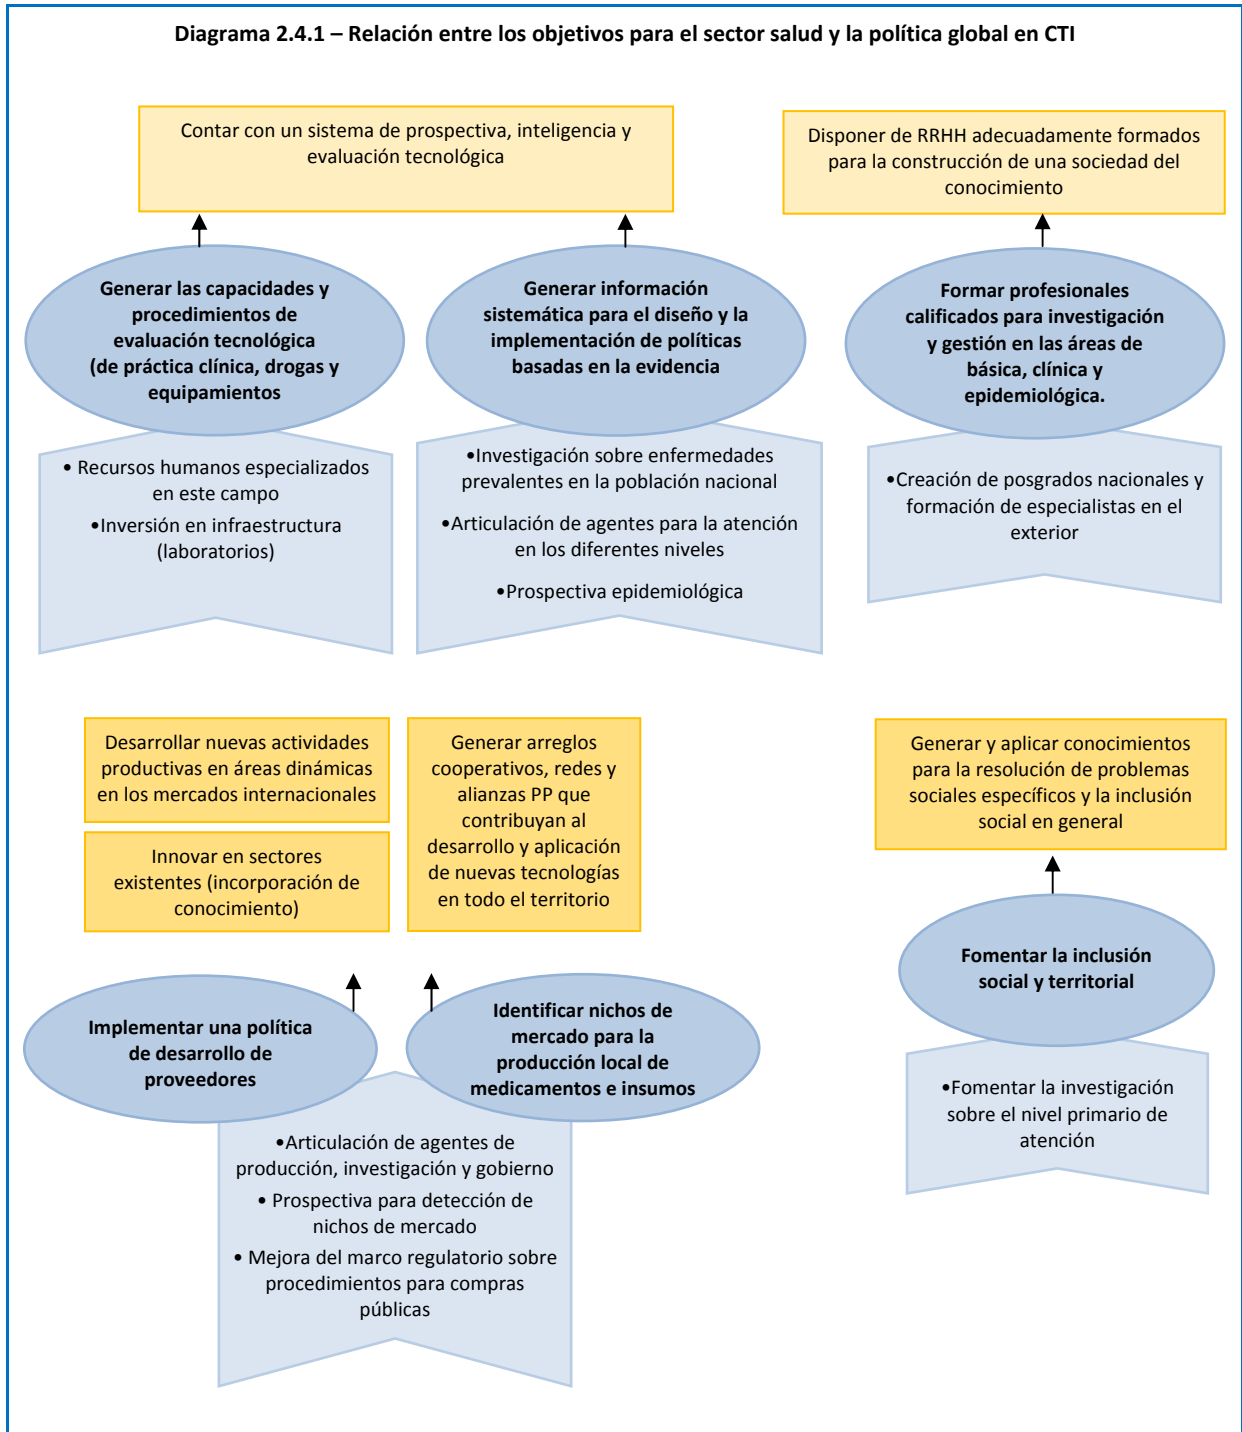 Diagrama 2.4.1 – Relación entre los objetivos para el sector salud y la política global en CTI
Contar con un sistema de prospectiva, inteligencia y
evaluación tecnológica
Disponer de RRHH adecuadamente formados
para la construcción de una sociedad del
conocimiento
Generar las capacidades y
procedimientos de
evaluación tecnológica
(de práctica clínica, drogas y
equipamientos
Generar información
sistemática para el diseño y la
implementación de políticas
basadas en la evidencia
Formar profesionales
calificados para investigación
y gestión en las áreas de
básica, clínica y
epidemiológica.
• Recursos humanos especializados
en este campo
•Inversión en infraestructura
(laboratorios)
•Investigación sobre enfermedades
prevalentes en la población nacional
•Articulación de agentes para la atención
en los diferentes niveles
•Prospectiva epidemiológica
•Creación de posgrados nacionales y
formación de especialistas en el
exterior
Desarrollar nuevas actividades
productivas en áreas dinámicas
en los mercados internacionales
Innovar en sectores
existentes (incorporación de
conocimiento)
Generar arreglos
cooperativos, redes y
alianzas PP que
contribuyan al
desarrollo y aplicación
de nuevas tecnologías
en todo el territorio
Generar y aplicar conocimientos
para la resolución de problemas
sociales específicos y la inclusión
social en general
Implementar una política
de desarrollo de
proveedores
Identificar nichos de
mercado para la
producción local de
medicamentos e insumos
Fomentar la inclusión
social y territorial
•Articulación de agentes de
producción, investigación y gobierno
• Prospectiva para detección de
nichos de mercado
• Mejora del marco regulatorio sobre
procedimientos para compras
públicas
•Fomentar la investigación
sobre el nivel primario de
atención